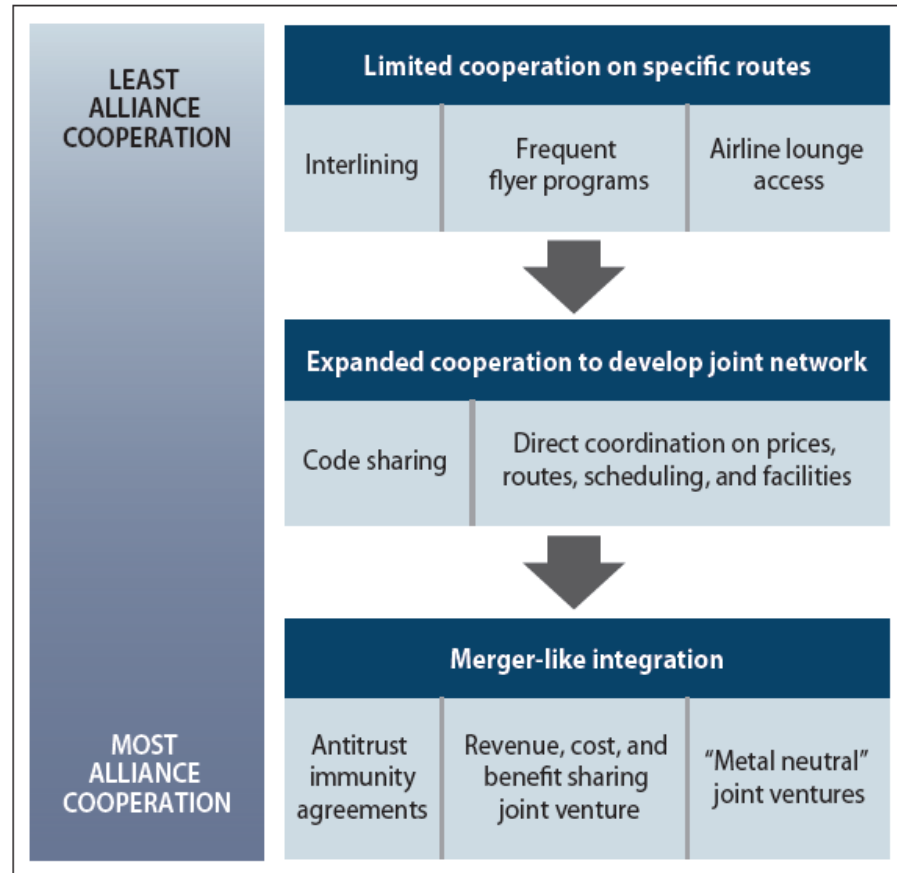 LEAST
ALLIANCE
COOPERATION
Limited cooperation on specific routes
Interlining
Frequent
flyer programs
Airline lounge
access
Expanded cooperation to develop joint network
Code sharing
Direct coordination on prices,
routes, scheduling, and facilities
Merger-like integration
MOST
ALLIANCE
COOPERATION
Antitrust
immunity
agreements
Revenue, cost, and
benefit sharing
joint venture
“Metal neutral”
joint ventures